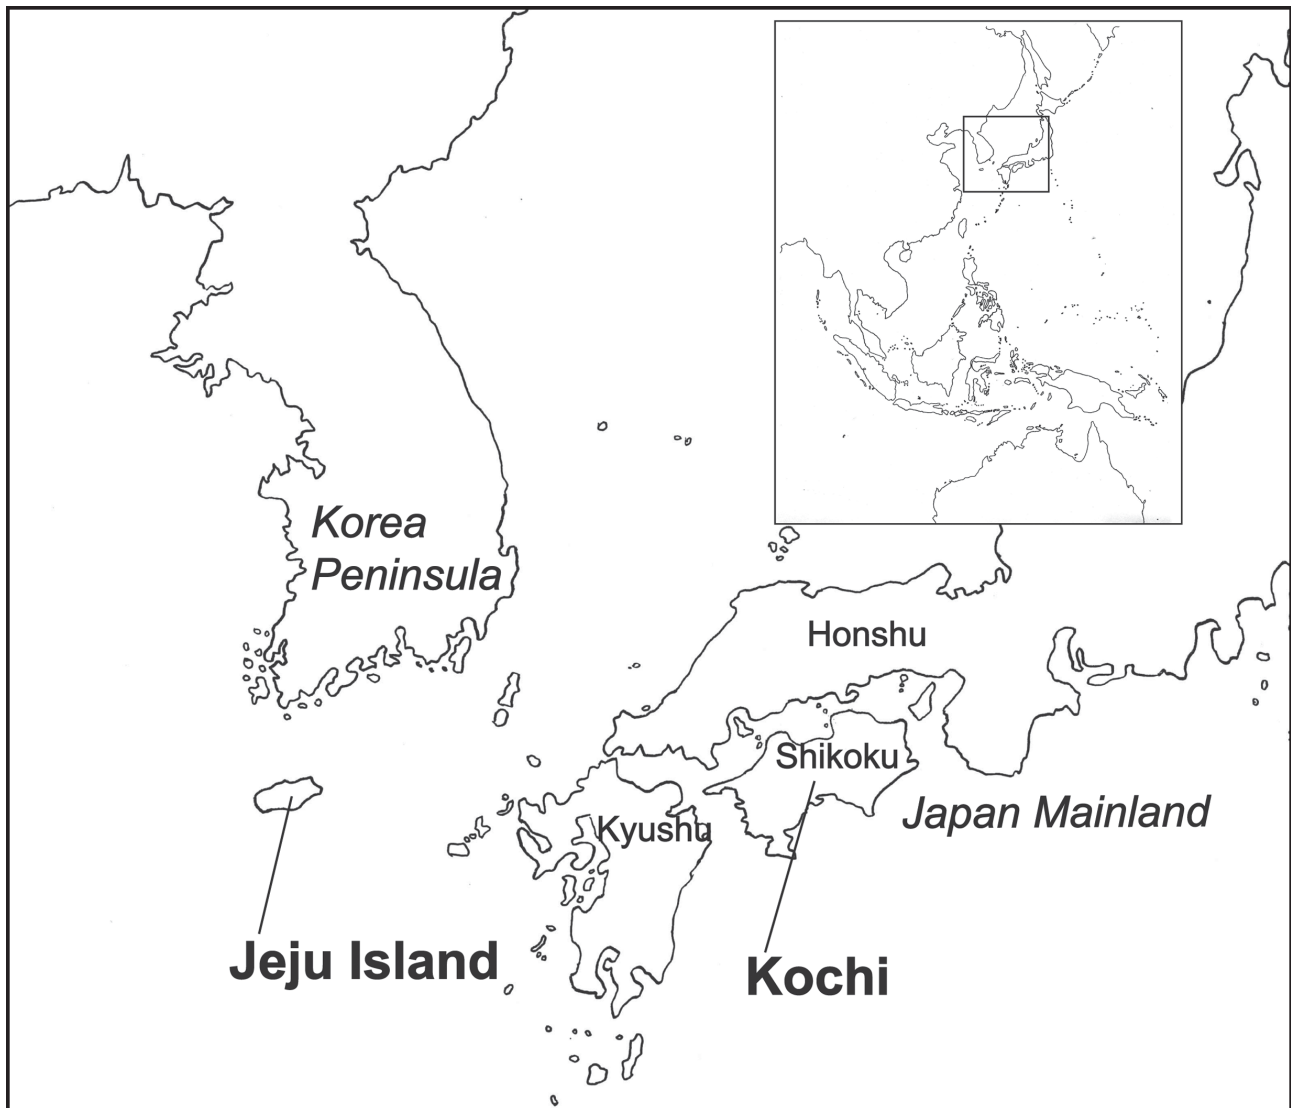 Korea
Peninsula
Honshu
Shikoku
Japan Mainland
Kyushu
Jeju Island
Kochi